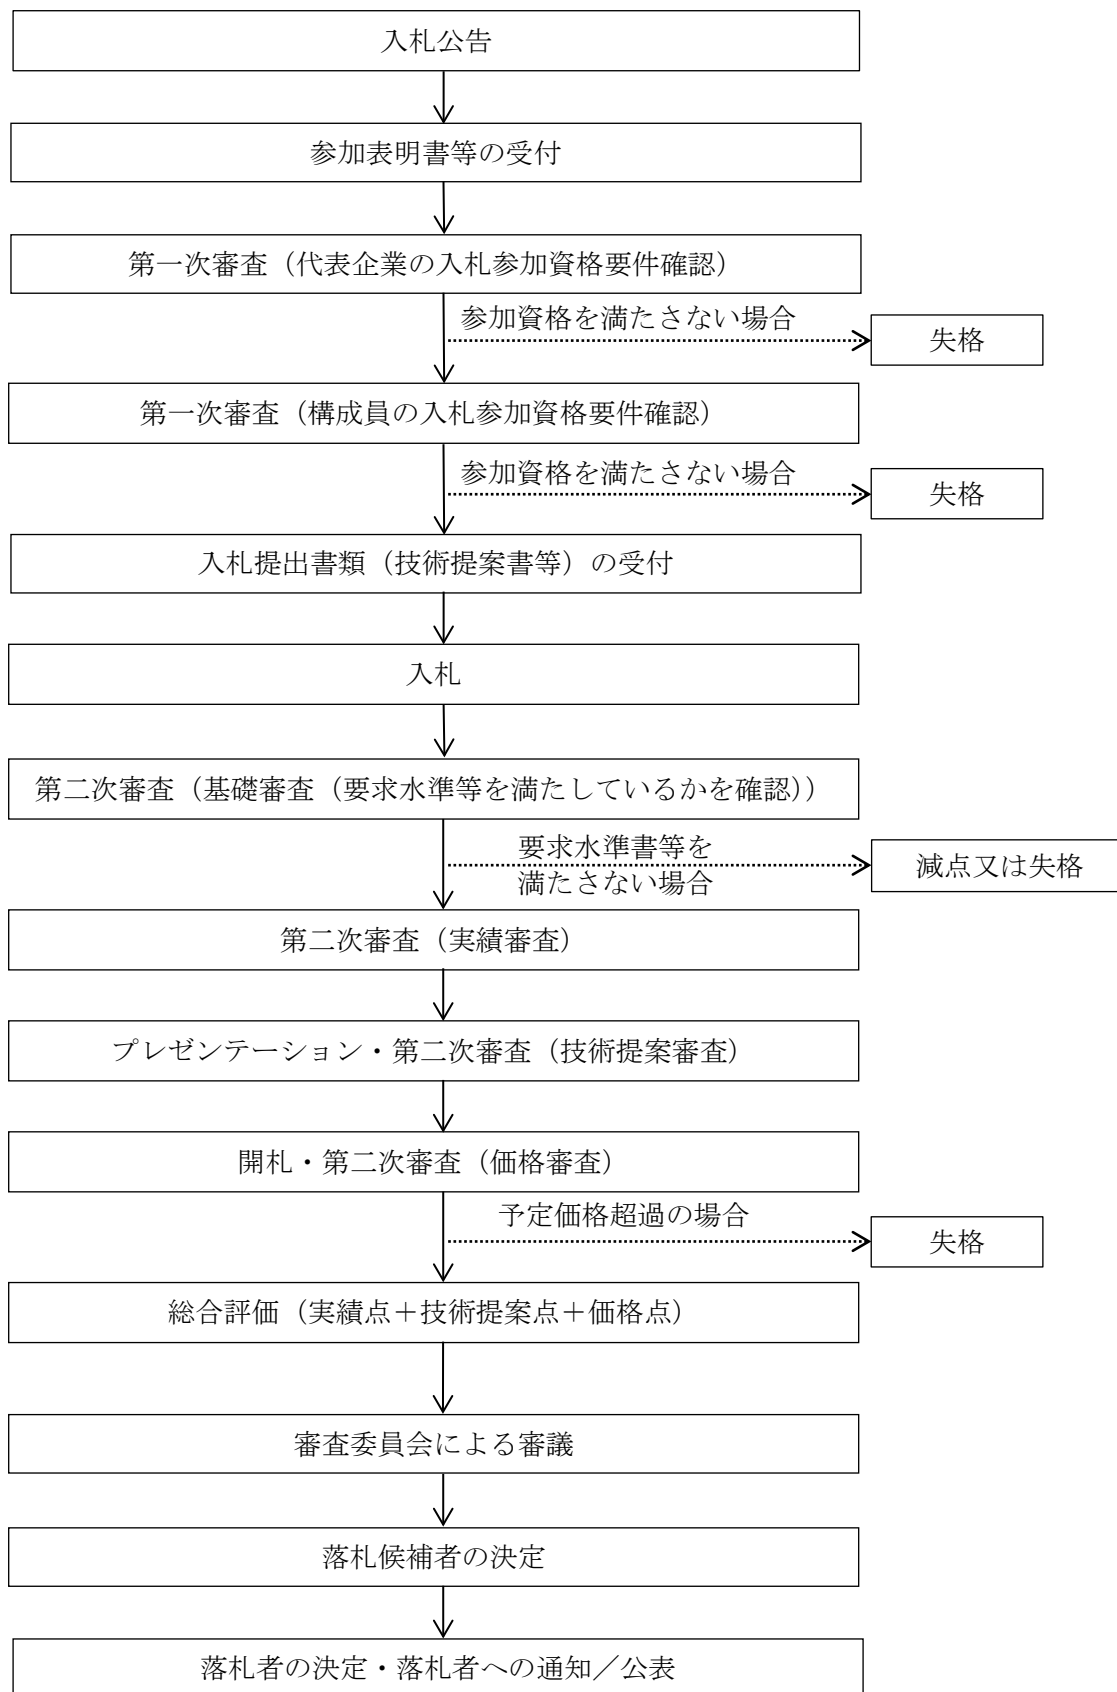 入札公告
参加表明書等の受付
第一次審査（代表企業の入札参加資格要件確認）
参加資格を満たさない場合
失格
第一次審査（構成員の入札参加資格要件確認）
参加資格を満たさない場合
失格
入札提出書類（技術提案書等）の受付
入札
第二次審査（基礎審査（要求水準等を満たしているかを確認））
要求水準書等を
満たさない場合
減点又は失格
第二次審査（実績審査）
プレゼンテーション・第二次審査（技術提案審査）
開札・第二次審査（価格審査）
予定価格超過の場合
失格
総合評価（実績点＋技術提案点＋価格点）
審査委員会による審議
落札候補者の決定
落札者の決定・落札者への通知／公表